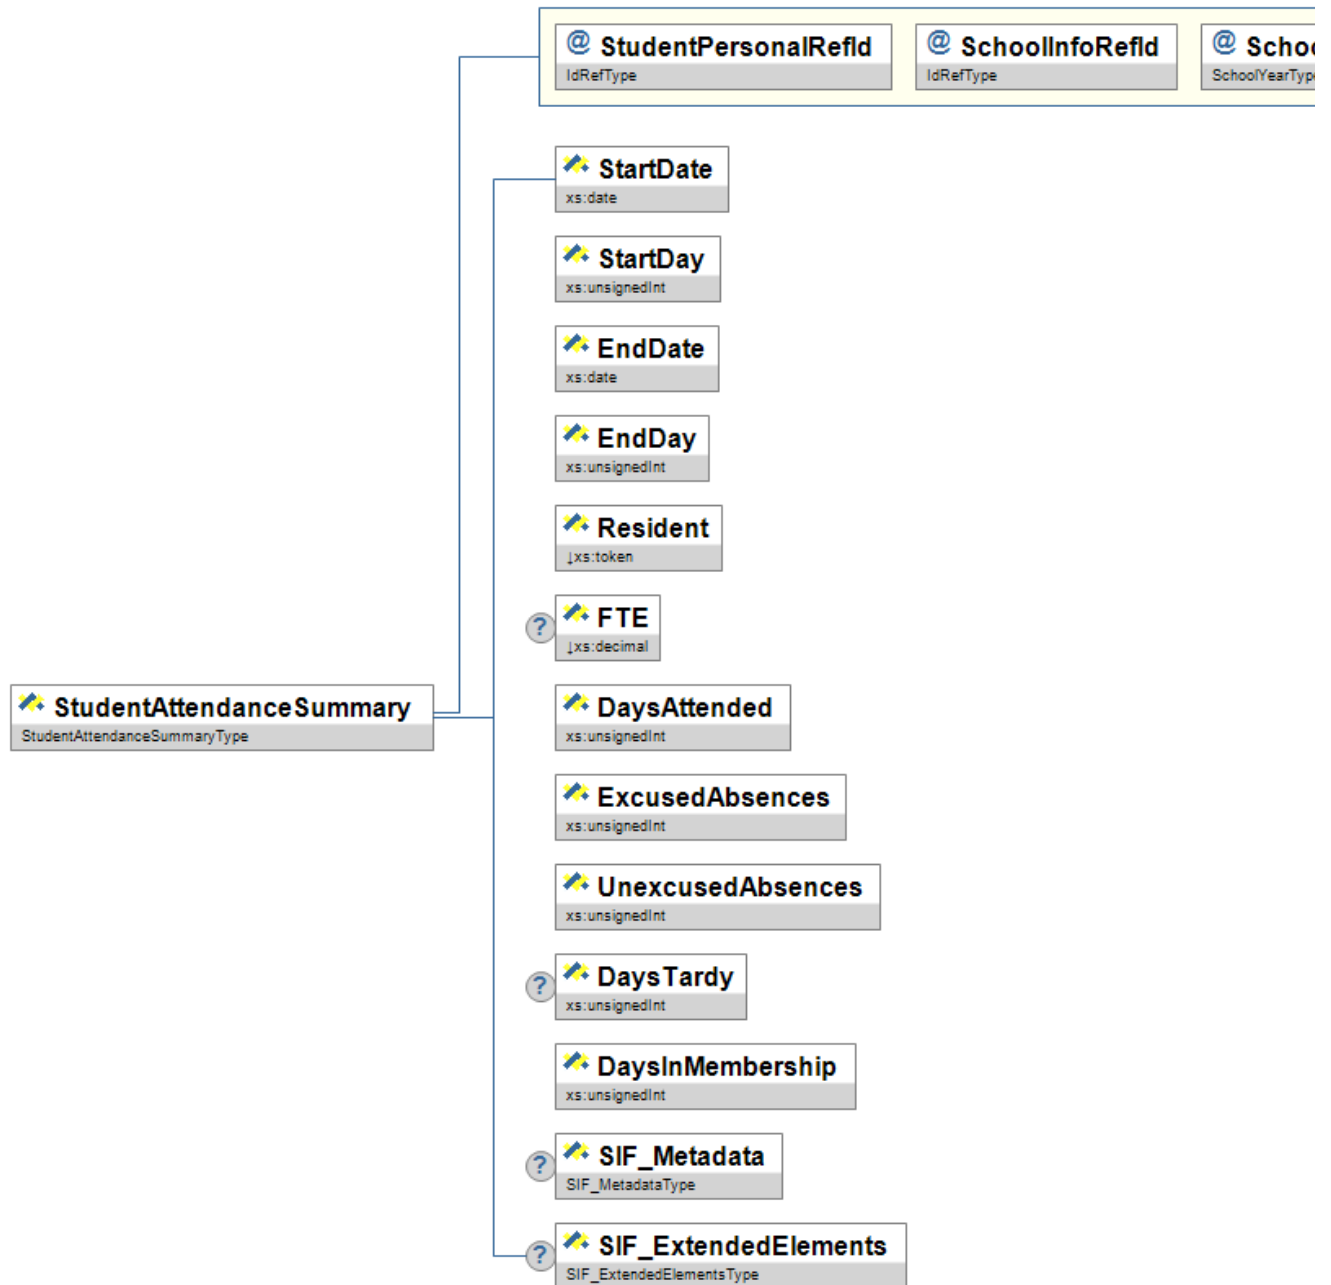 @ StudentPersonalRefId
IdRefType
@ SchoolInfoRefId
IdRefType
@ Schoo
SchoolYearType
StartDate
xs:date
StartDay
xs:unsignedInt
EndDate
xs:date
EndDay
xs:unsignedInt
Resident
↓xs:token
? FTE
↓xs:decimal
StudentAttendanceSummary
StudentAttendanceSummaryType
DaysAttended
xs:unsignedInt
ExcusedAbsences
xs:unsignedInt
UnexcusedAbsences
xs:unsignedInt
? DaysTardy
xs:unsignedInt
DaysInMembership
xs:unsignedInt
? SIF_Metadata
SIF_MetadataType
? SIF_ExtendedElements
SIF_ExtendedElementsType